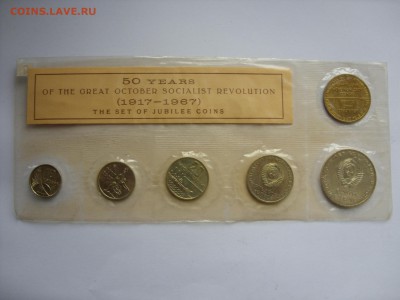 COINS.LAVE.RU
50 YEARS
OF THE GREAT OCTOBER SOCIALIST REVOLUTION
(1917-1967)
THE SET OF JUBILEE COINS